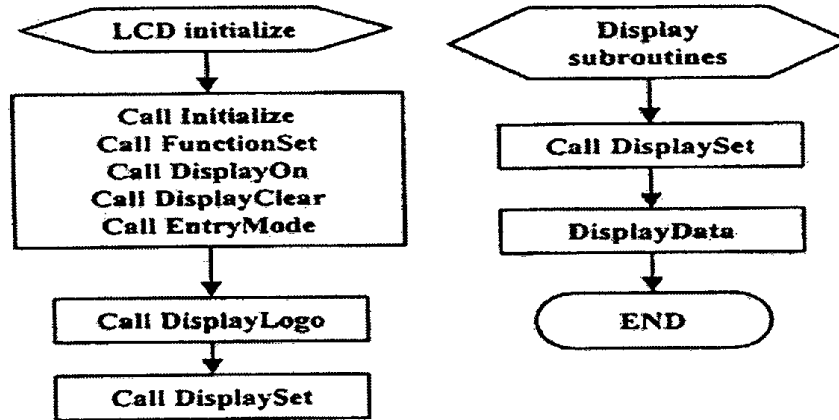 LCD initialize
Call Initialize
Call FunctionSet
Call DisplayOn
Call DisplayClear
Call EntryMode
Call DisplayLogo
Call DisplaySet
Display
subroutines
Call DisplaySet
DisplayData
END